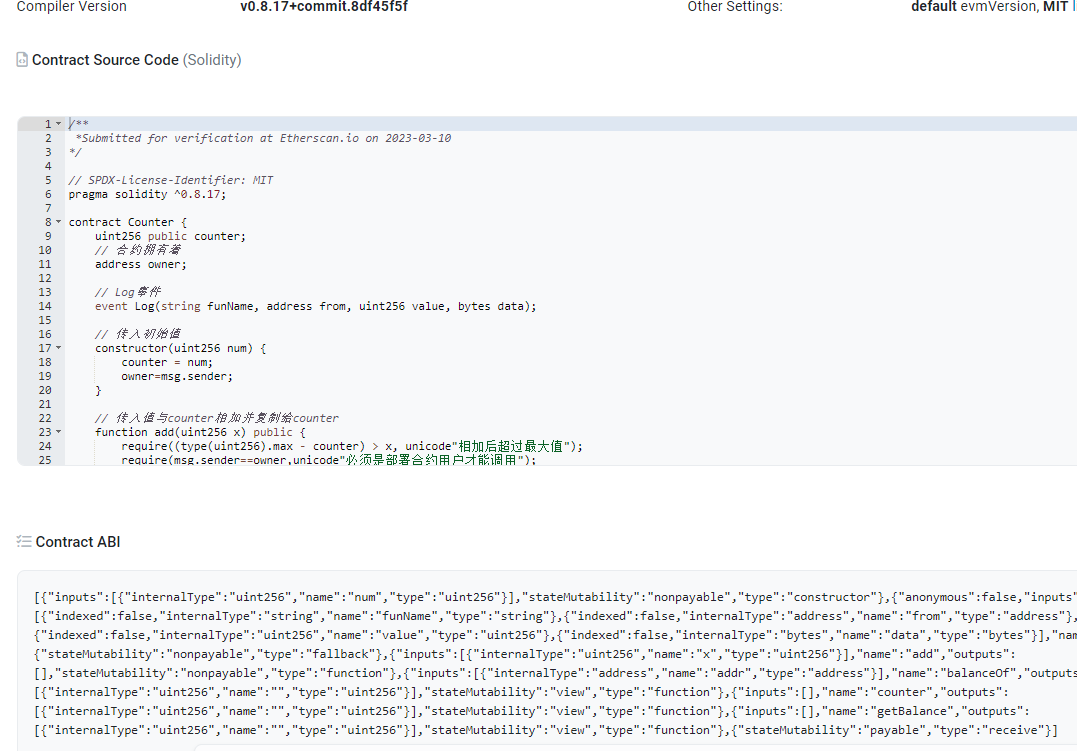 Compiler Version v0.8.17+commit.8df45f5f Other Settings: default evmVersion, MIT
Contract Source Code (Solidity)
1 /**
2 *Submitted for verification at Etherscan.io on 2023-03-10
3 */
4
5 // SPDX-License-Identifier: MIT
6 pragma solidity ^0.8.17;
7
8 contract Counter {
9 uint256 public counter;
10 // 合约拥有着
11 address owner;
12
13 // Log事件
14 event Log(string funName, address from, uint256 value, bytes data);
15
16 // 传入初始值
17 constructor(uint256 num) {
18 counter = num;
19 owner=msg.sender;
20 }
21
22 // 传入值与counter相加并复制给counter
23 function add(uint256 x) public {
24 require((type(uint256).max - counter) > x, unicode"相加后超过最大值");
25 require(msg.sender==owner,unicode"必须是部署合约用户才能调用");
Contract ABI
[{"inputs":[{"internalType":"uint256","name":"num","type":"uint256"}],"stateMutability":"nonpayable","type":"constructor"},{"anonymous":false,"inputs"
[{"indexed":false,"internalType":"string","name":"funName","type":"string"},{"indexed":false,"internalType":"address","name":"from","type":"address"},
{"indexed":false,"internalType":"uint256","name":"value","type":"uint256"},{"indexed":false,"internalType":"bytes","name":"data","type":"bytes"}],"nam
{"stateMutability":"nonpayable","type":"fallback"},{"inputs":[{"internalType":"uint256","name":"x","type":"uint256"}],"name":"add","outputs":
[],"stateMutability":"nonpayable","type":"function"},{"inputs":[{"internalType":"address","name":"addr","type":"address"}],"name":"balanceOf","outputs
[{"internalType":"uint256","name":"","type":"uint256"}],"stateMutability":"view","type":"function"},{"inputs":[],"name":"counter","outputs":
[{"internalType":"uint256","name":"","type":"uint256"}],"stateMutability":"view","type":"function"},{"inputs":[],"name":"getBalance","outputs":
[{"internalType":"uint256","name":"","type":"uint256"}],"stateMutability":"view","type":"function"},{"stateMutability":"payable","type":"receive"}]